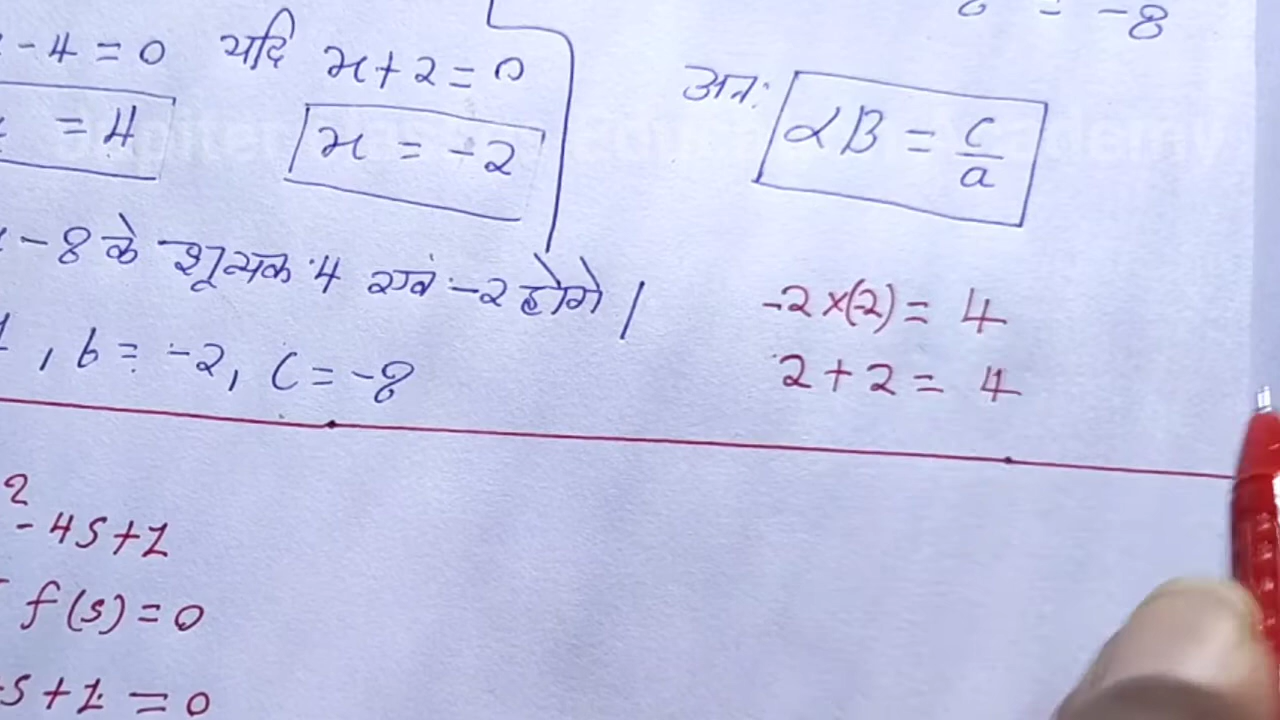 - 4 = 0 यदि x + 2 = 0
= 4
x = -2
-8 के शून्यक 4 एवं -2 होंगे।
, b = -2, c = -8
= -8
अतः αβ = c/a
-2 × (-2) = 4
2 + 2 = 4
² - 4s + 1
f(s) = 0
s + 1 = 0